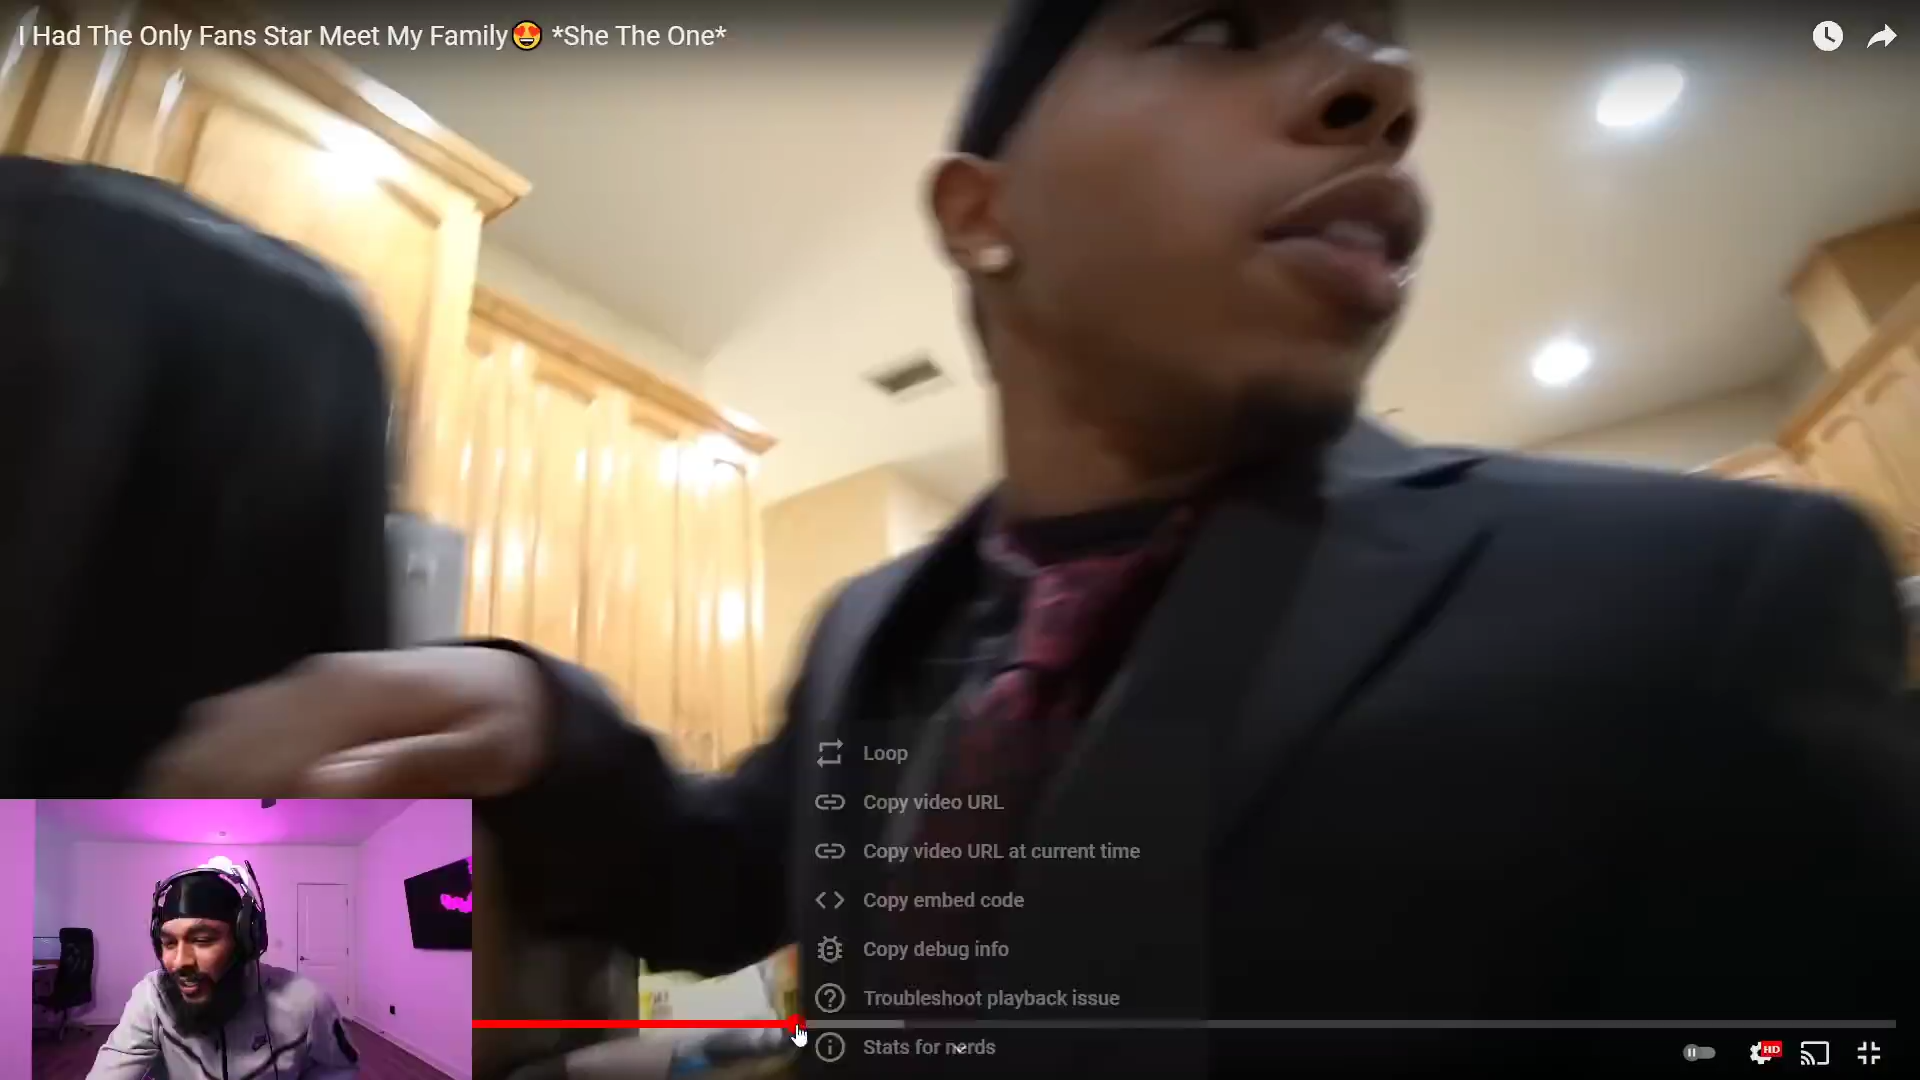 I Had The Only Fans Star Meet My Family😍 *She The One*
Loop
Copy video URL
Copy video URL at current time
Copy embed code
Copy debug info
Troubleshoot playback issue
Stats for nerds
HD